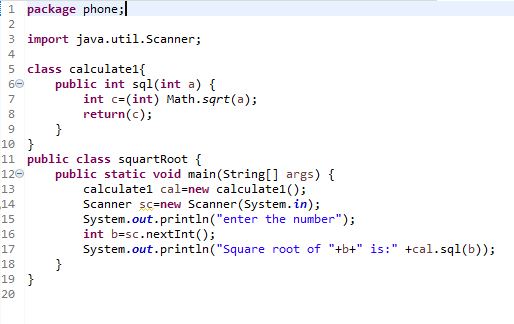 1 package phone;
2
3 import java.util.Scanner;
4
5 class calculate1{
6 public int sql(int a) {
7 int c=(int) Math.sqrt(a);
8 return(c);
9 }
10 }
11 public class squartRoot {
12 public static void main(String[] args) {
13 calculate1 cal=new calculate1();
14 Scanner sc=new Scanner(System.in);
15 System.out.println("enter the number");
16 int b=sc.nextInt();
17 System.out.println("Square root of "+b+" is:" +cal.sql(b));
18 }
19 }
20